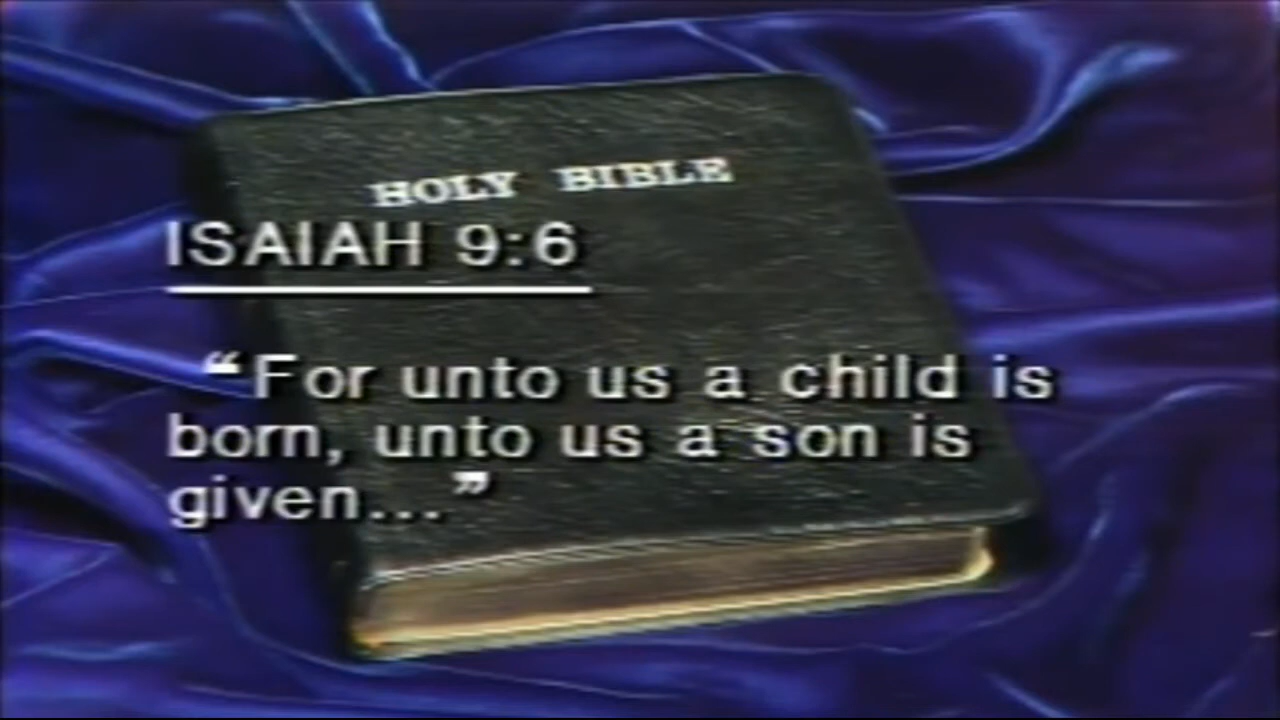 HOLY BIBLE
ISAIAH 9:6
“For unto us a child is
born, unto us a son is
given...”